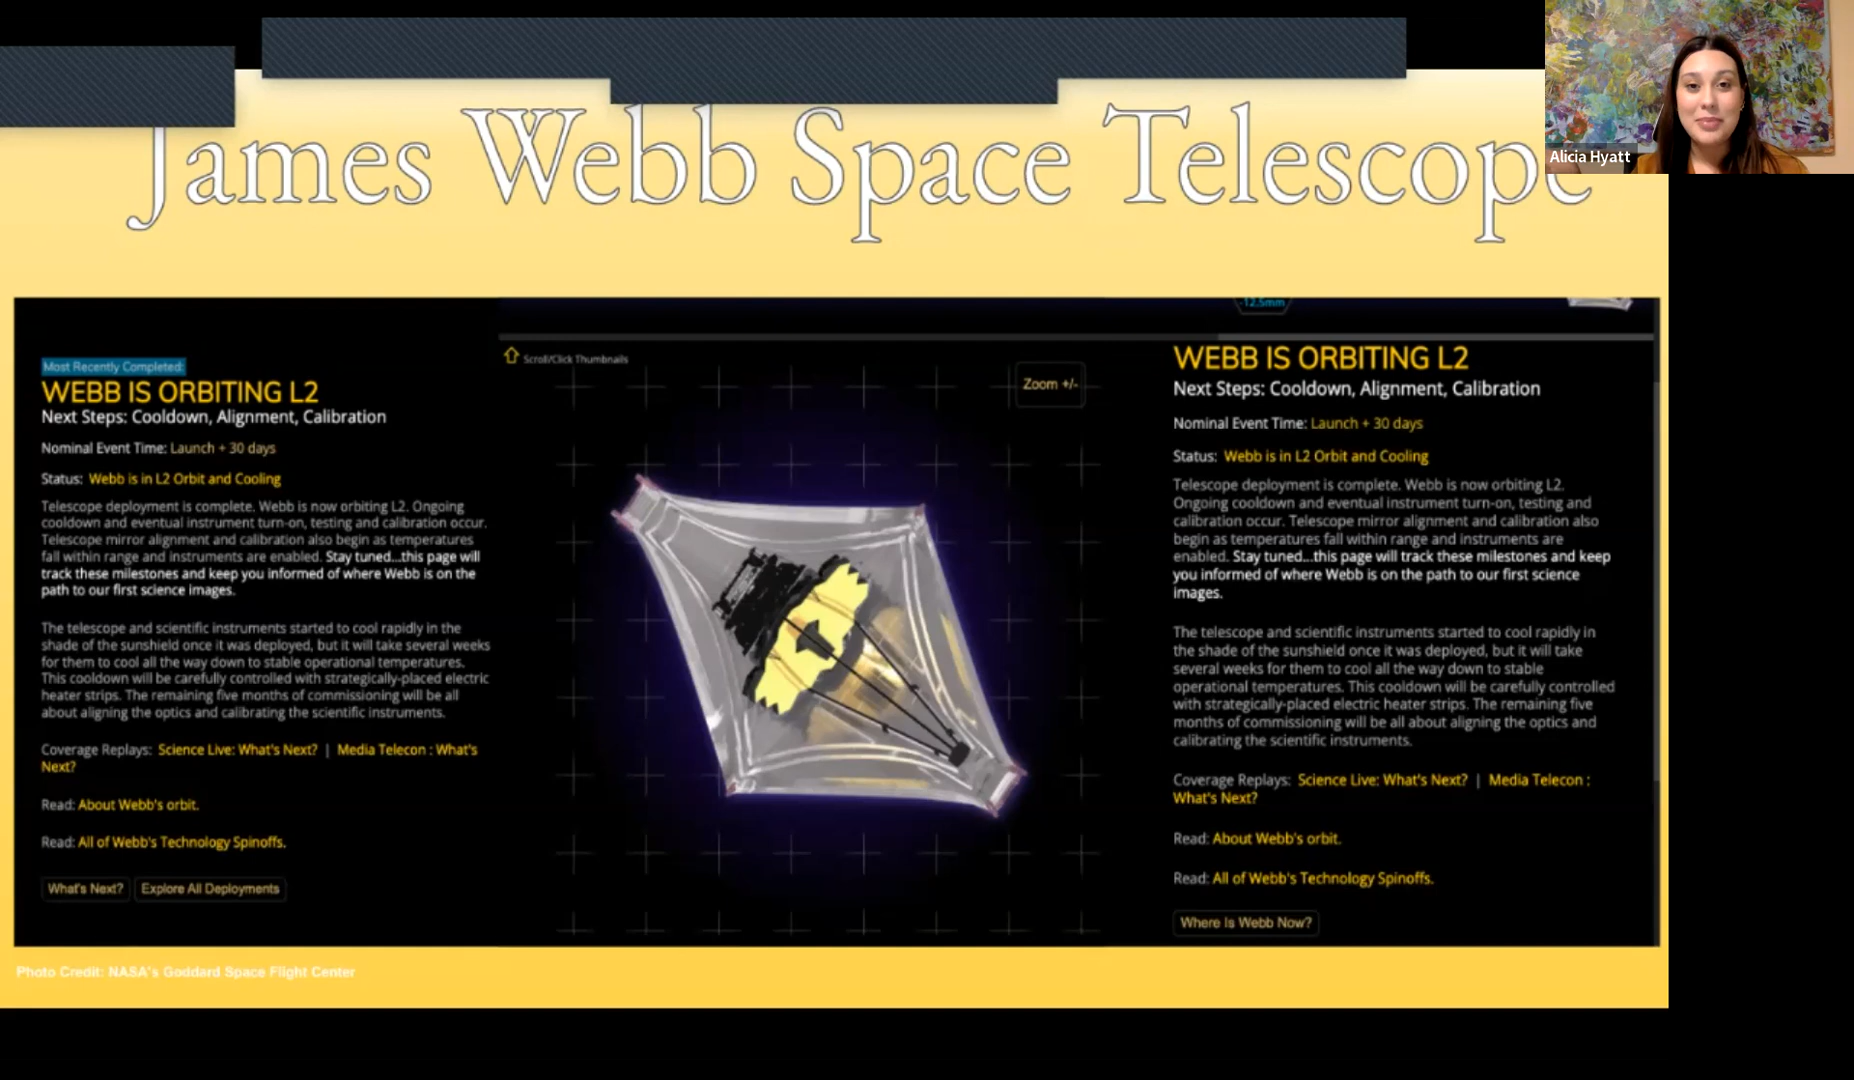 James Webb Space Telescope
Alicia Hyatt
Most Recently Completed:
WEBB IS ORBITING L2
Next Steps: Cooldown, Alignment, Calibration
Nominal Event Time: Launch + 30 days
Status: Webb is in L2 Orbit and Cooling
Telescope deployment is complete. Webb is now orbiting L2. Ongoing
cooldown and eventual instrument turn-on, testing and calibration occur.
Telescope mirror alignment and calibration also begin as temperatures
fall within range and instruments are enabled. Stay tuned...this page will
track these milestones and keep you informed of where Webb is on the
path to our first science images.
The telescope and scientific instruments started to cool rapidly in the
shade of the sunshield once it was deployed, but it will take several weeks
for them to cool all the way down to stable operational temperatures.
This cooldown will be carefully controlled with strategically-placed electric
heater strips. The remaining five months of commissioning will be all
about aligning the optics and calibrating the scientific instruments.
Coverage Replays: Science Live: What's Next? | Media Telecon : What's
Next?
Read: About Webb's orbit.
Read: All of Webb's Technology Spinoffs.
What's Next? Explore All Deployments
Scroll/Click Thumbnails
Zoom +/-
-12.5mm
WEBB IS ORBITING L2
Next Steps: Cooldown, Alignment, Calibration
Nominal Event Time: Launch + 30 days
Status: Webb is in L2 Orbit and Cooling
Telescope deployment is complete. Webb is now orbiting L2.
Ongoing cooldown and eventual instrument turn-on, testing and
calibration occur. Telescope mirror alignment and calibration also
begin as temperatures fall within range and instruments are
enabled. Stay tuned...this page will track these milestones and keep
you informed of where Webb is on the path to our first science
images.
The telescope and scientific instruments started to cool rapidly in
the shade of the sunshield once it was deployed, but it will take
several weeks for them to cool all the way down to stable
operational temperatures. This cooldown will be carefully controlled
with strategically-placed electric heater strips. The remaining five
months of commissioning will be all about aligning the optics and
calibrating the scientific instruments.
Coverage Replays: Science Live: What's Next? | Media Telecon :
What's Next?
Read: About Webb's orbit.
Read: All of Webb's Technology Spinoffs.
Where Is Webb Now?
Photo Credit: NASA's Goddard Space Flight Center